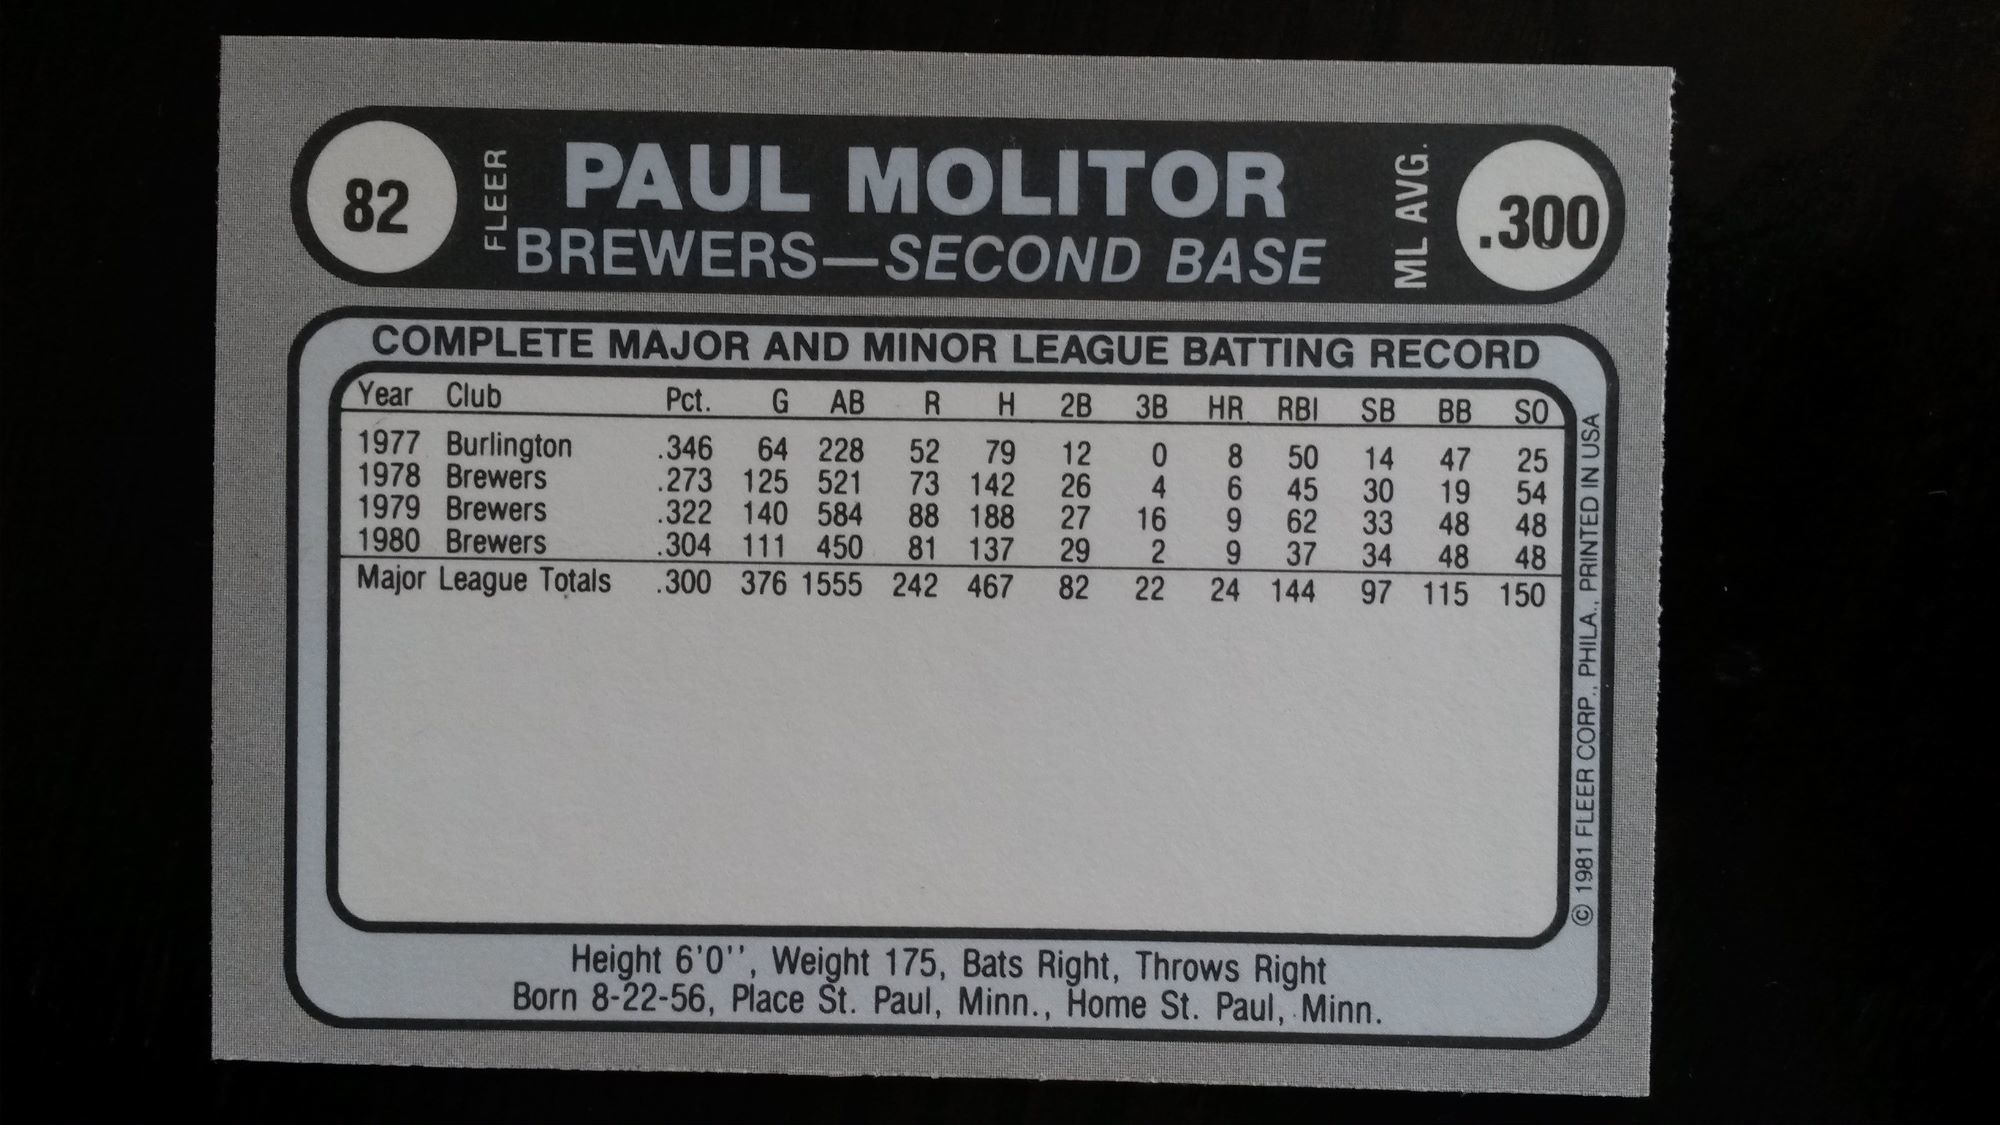 82 FLEER PAUL MOLITOR ML AVG. .300
BREWERS—SECOND BASE
COMPLETE MAJOR AND MINOR LEAGUE BATTING RECORD
Year Club Pct. G AB R H 2B 3B HR RBI SB BB SO
1977 Burlington .346 64 228 52 79 12 0 8 50 14 47 25
1978 Brewers .273 125 521 73 142 26 4 6 45 30 19 54
1979 Brewers .322 140 584 88 188 27 16 9 62 33 48 48
1980 Brewers .304 111 450 81 137 29 2 9 37 34 48 48
Major League Totals .300 376 1555 242 467 82 22 24 144 97 115 150
© 1981 FLEER CORP., PHILA., PRINTED IN USA
Height 6'0'', Weight 175, Bats Right, Throws Right
Born 8-22-56, Place St. Paul, Minn., Home St. Paul, Minn.